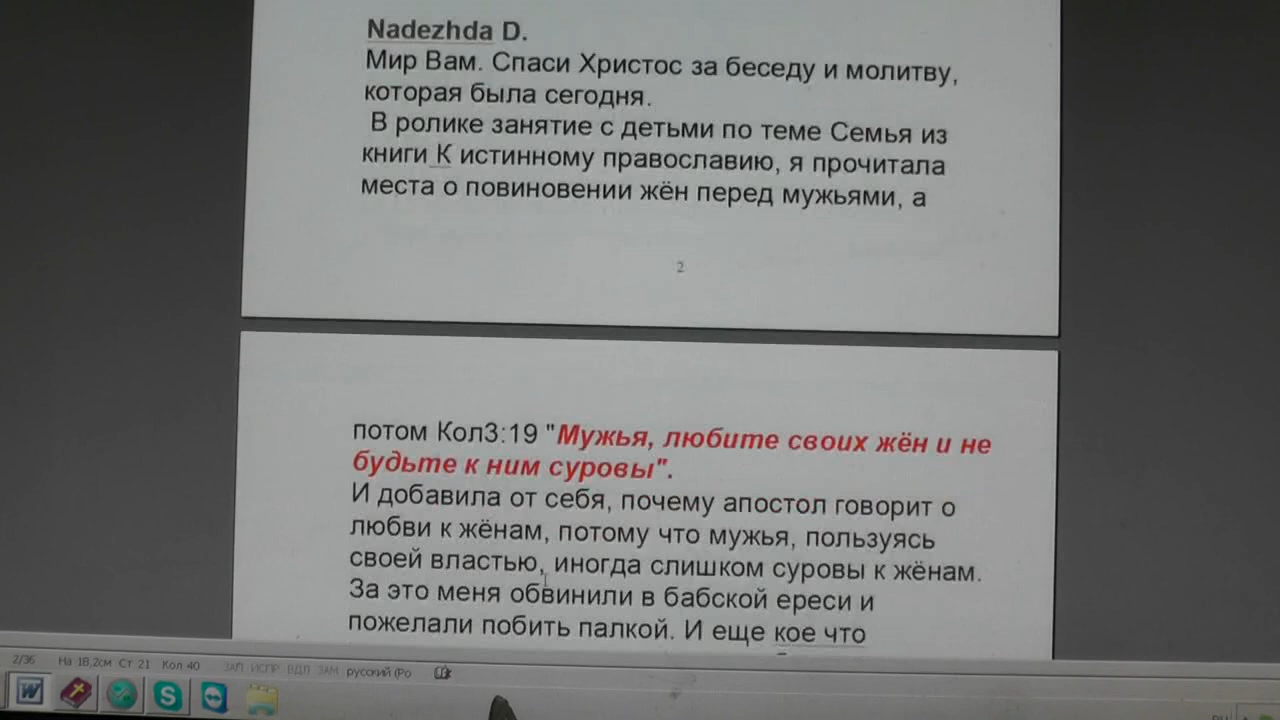 Nadezhda D.
Мир Вам. Спаси Христос за беседу и молитву,
которая была сегодня.
В ролике занятие с детьми по теме Семья из
книги К истинному православию, я прочитала
места о повиновении жён перед мужьями, а
2
потом Кол3:19 "Мужья, любите своих жён и не
будьте к ним суровы".
И добавила от себя, почему апостол говорит о
любви к жёнам, потому что мужья, пользуясь
своей властью, иногда слишком суровы к жёнам.
За это меня обвинили в бабской ереси и
пожелали побить палкой. И еще кое что
2/36 На 18,2см Ст 21 Кол 40 ЗАП ИСПР ВДЛ ЗАМ русский (Ро